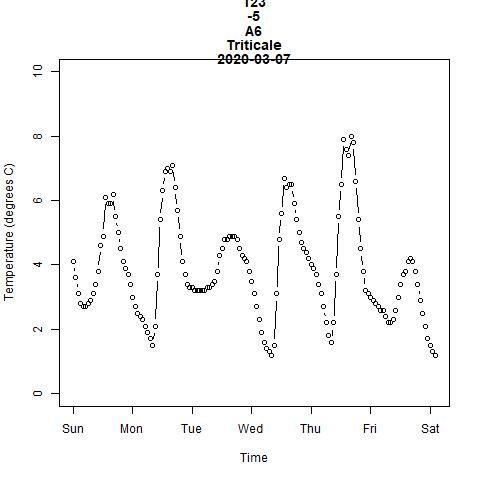 123
-5
A6
Triticale
2020-03-07
10
8
6
4
2
0
Temperature (degrees C)
Sun Mon Tue Wed Thu Fri Sat
Time